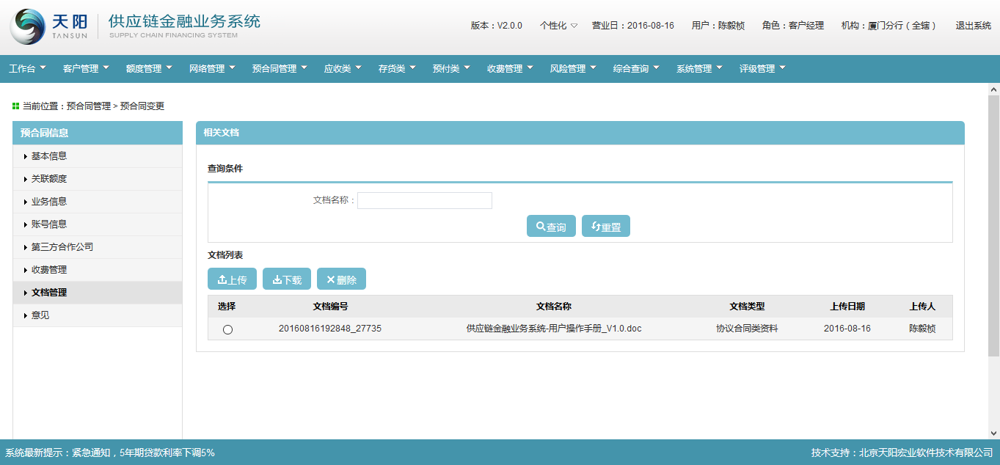 天阳 TANSUN 供应链金融业务系统 SUPPLY CHAIN FINANCING SYSTEM
版本：V2.0.0 个性化 营业日：2016-08-16 用户：陈毅桢 角色：客户经理 机构：厦门分行（全辖） 退出系统
工作台 客户管理 额度管理 网络管理 预合同管理 应收类 存货类 预付类 收费管理 风险管理 综合查询 系统管理 评级管理
当前位置：预合同管理 > 预合同变更
预合同信息
基本信息
关联额度
业务信息
账号信息
第三方合作公司
收费管理
文档管理
意见
相关文档
查询条件
文档名称：
查询 重置
文档列表
上传 下载 删除
选择 文档编号 文档名称 文档类型 上传日期 上传人
20160816192848_27735 供应链金融业务系统-用户操作手册_V1.0.doc 协议合同类资料 2016-08-16 陈毅桢
系统最新提示：紧急通知，5年期贷款利率下调5% 技术支持：北京天阳宏业软件技术有限公司